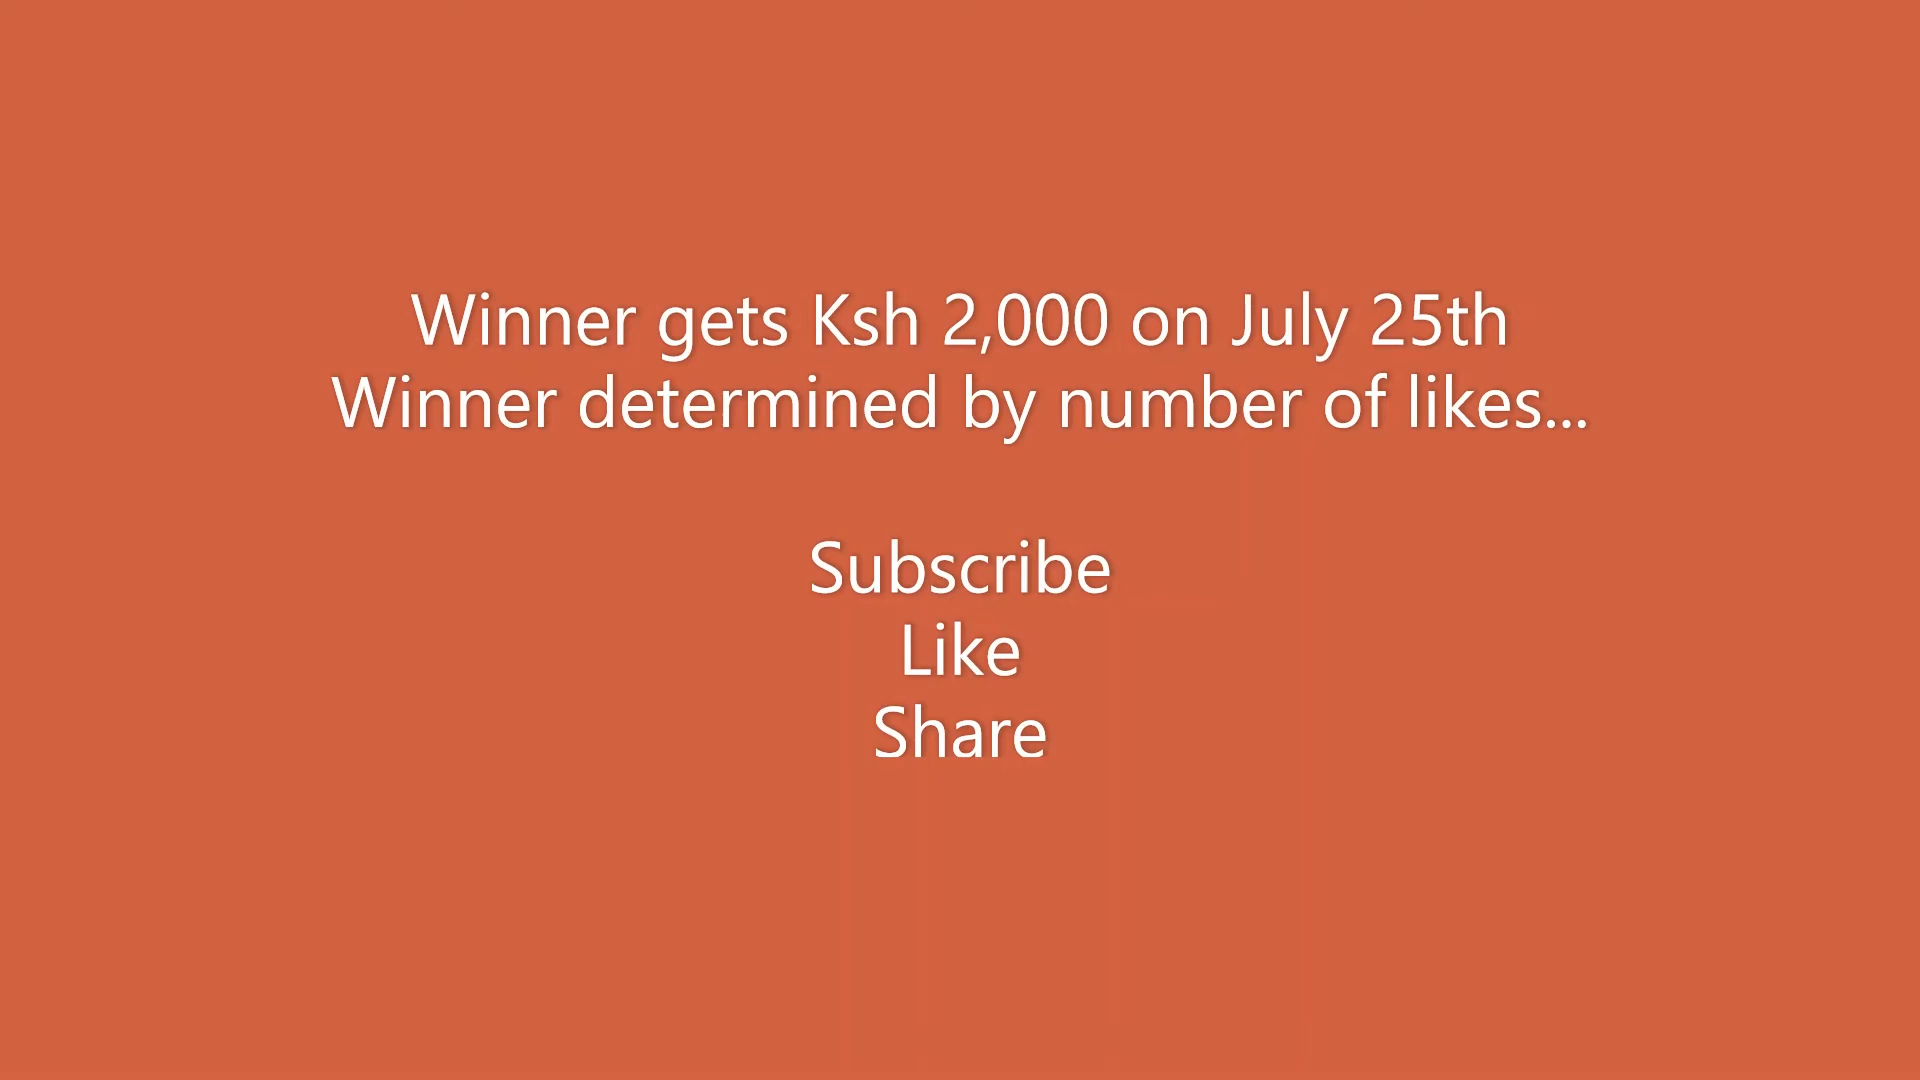 Winner gets Ksh 2,000 on July 25th
Winner determined by number of likes...
Subscribe
Like
Share